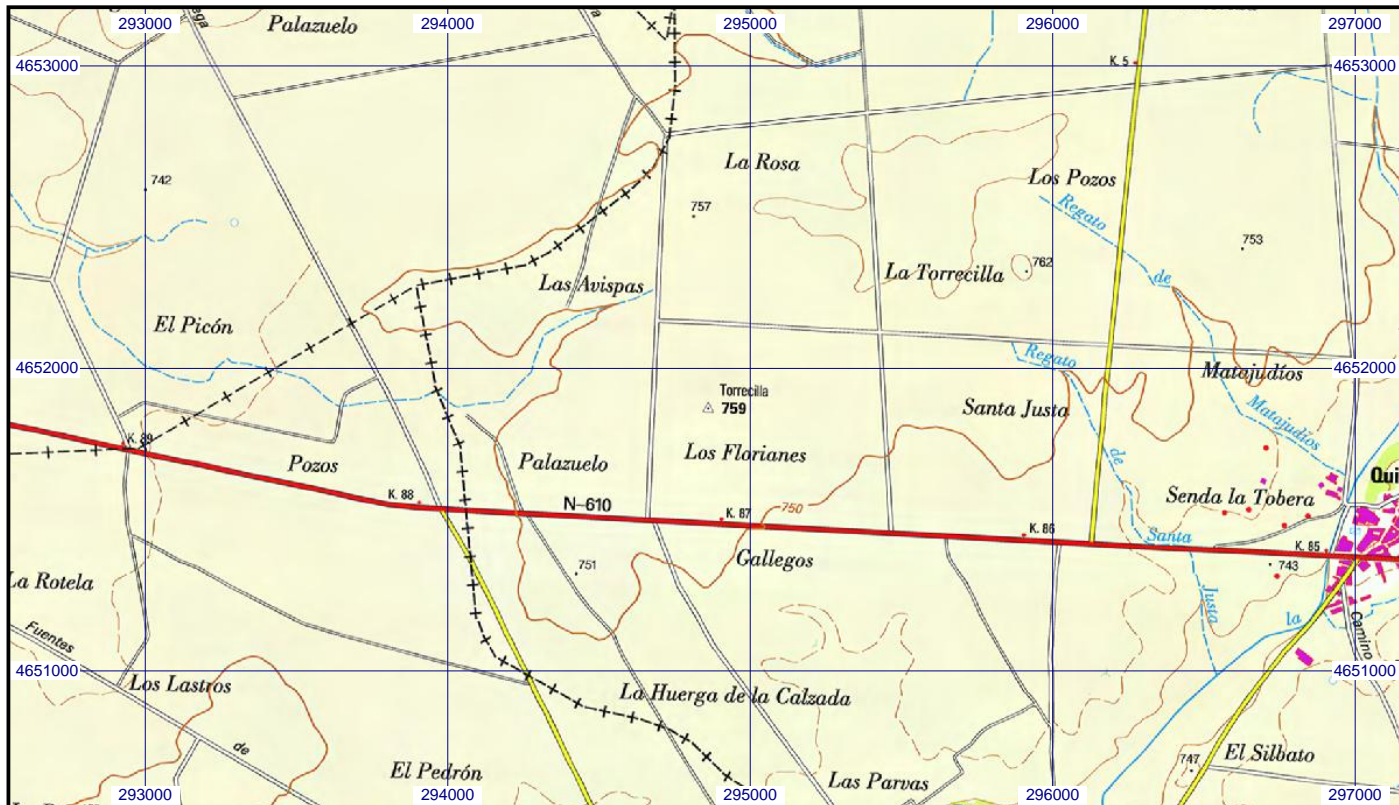 293000 294000 295000 296000 297000
Palazuelo
4653000 K. 5 4653000
La Rosa
742
Los Pozos
Regato
757
753
La Torrecilla 762
de
Las Avispas
El Picón
Regato
4652000 4652000
Matajudíos
Torrecilla
759
Santa Justa
Matajudíos
K. 89
Los Florianes
de
Pozos
Palazuelo
Qui
K. 88
Senda la Tobera
N-610
750
K. 87
K. 86
Santa
K. 85
Gallegos
751
743
La Rotela
Justa
la
Camino
Fuentes
4651000 4651000
Los Lastros
La Huerga de la Calzada
de
El Silbato
747
El Pedrón
Las Parvas
293000 294000 295000 296000 297000